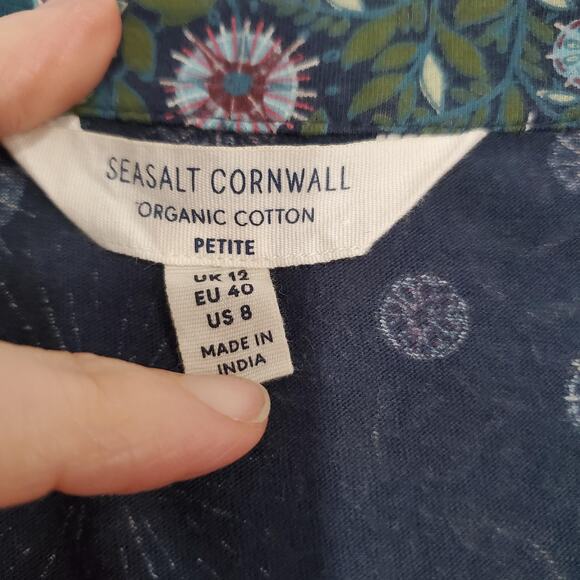 SEASALT CORNWALL
ORGANIC COTTON
PETITE
UK 12
EU 40
US 8
MADE IN
INDIA